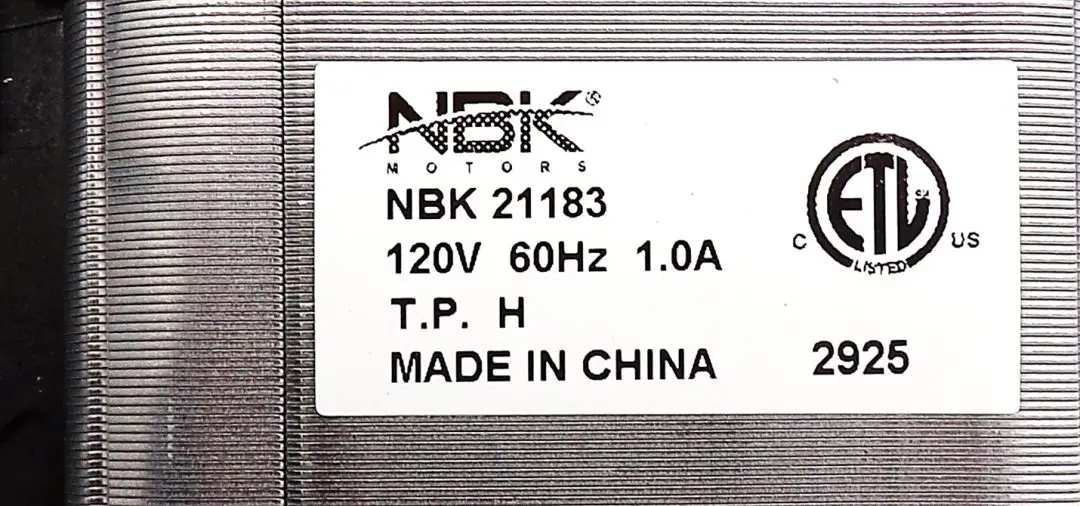 NBK®
MOTORS
NBK 21183
120V 60Hz 1.0A
T.P. H
MADE IN CHINA
C ETL US
LISTED
2925